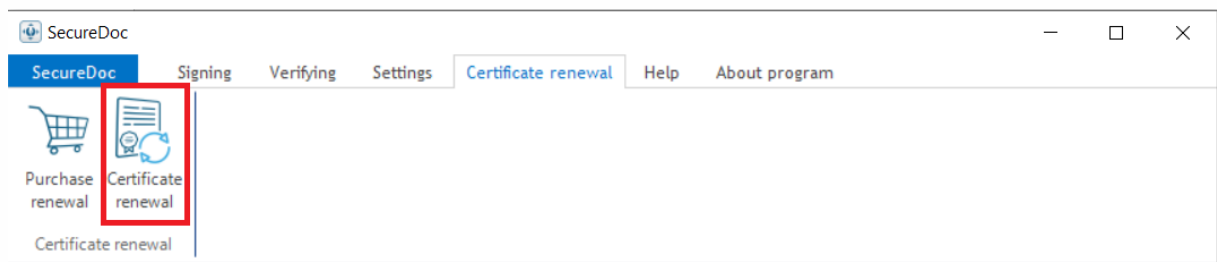 SecureDoc
SecureDoc Signing Verifying Settings Certificate renewal Help About program
Purchase renewal
Certificate renewal
Certificate renewal